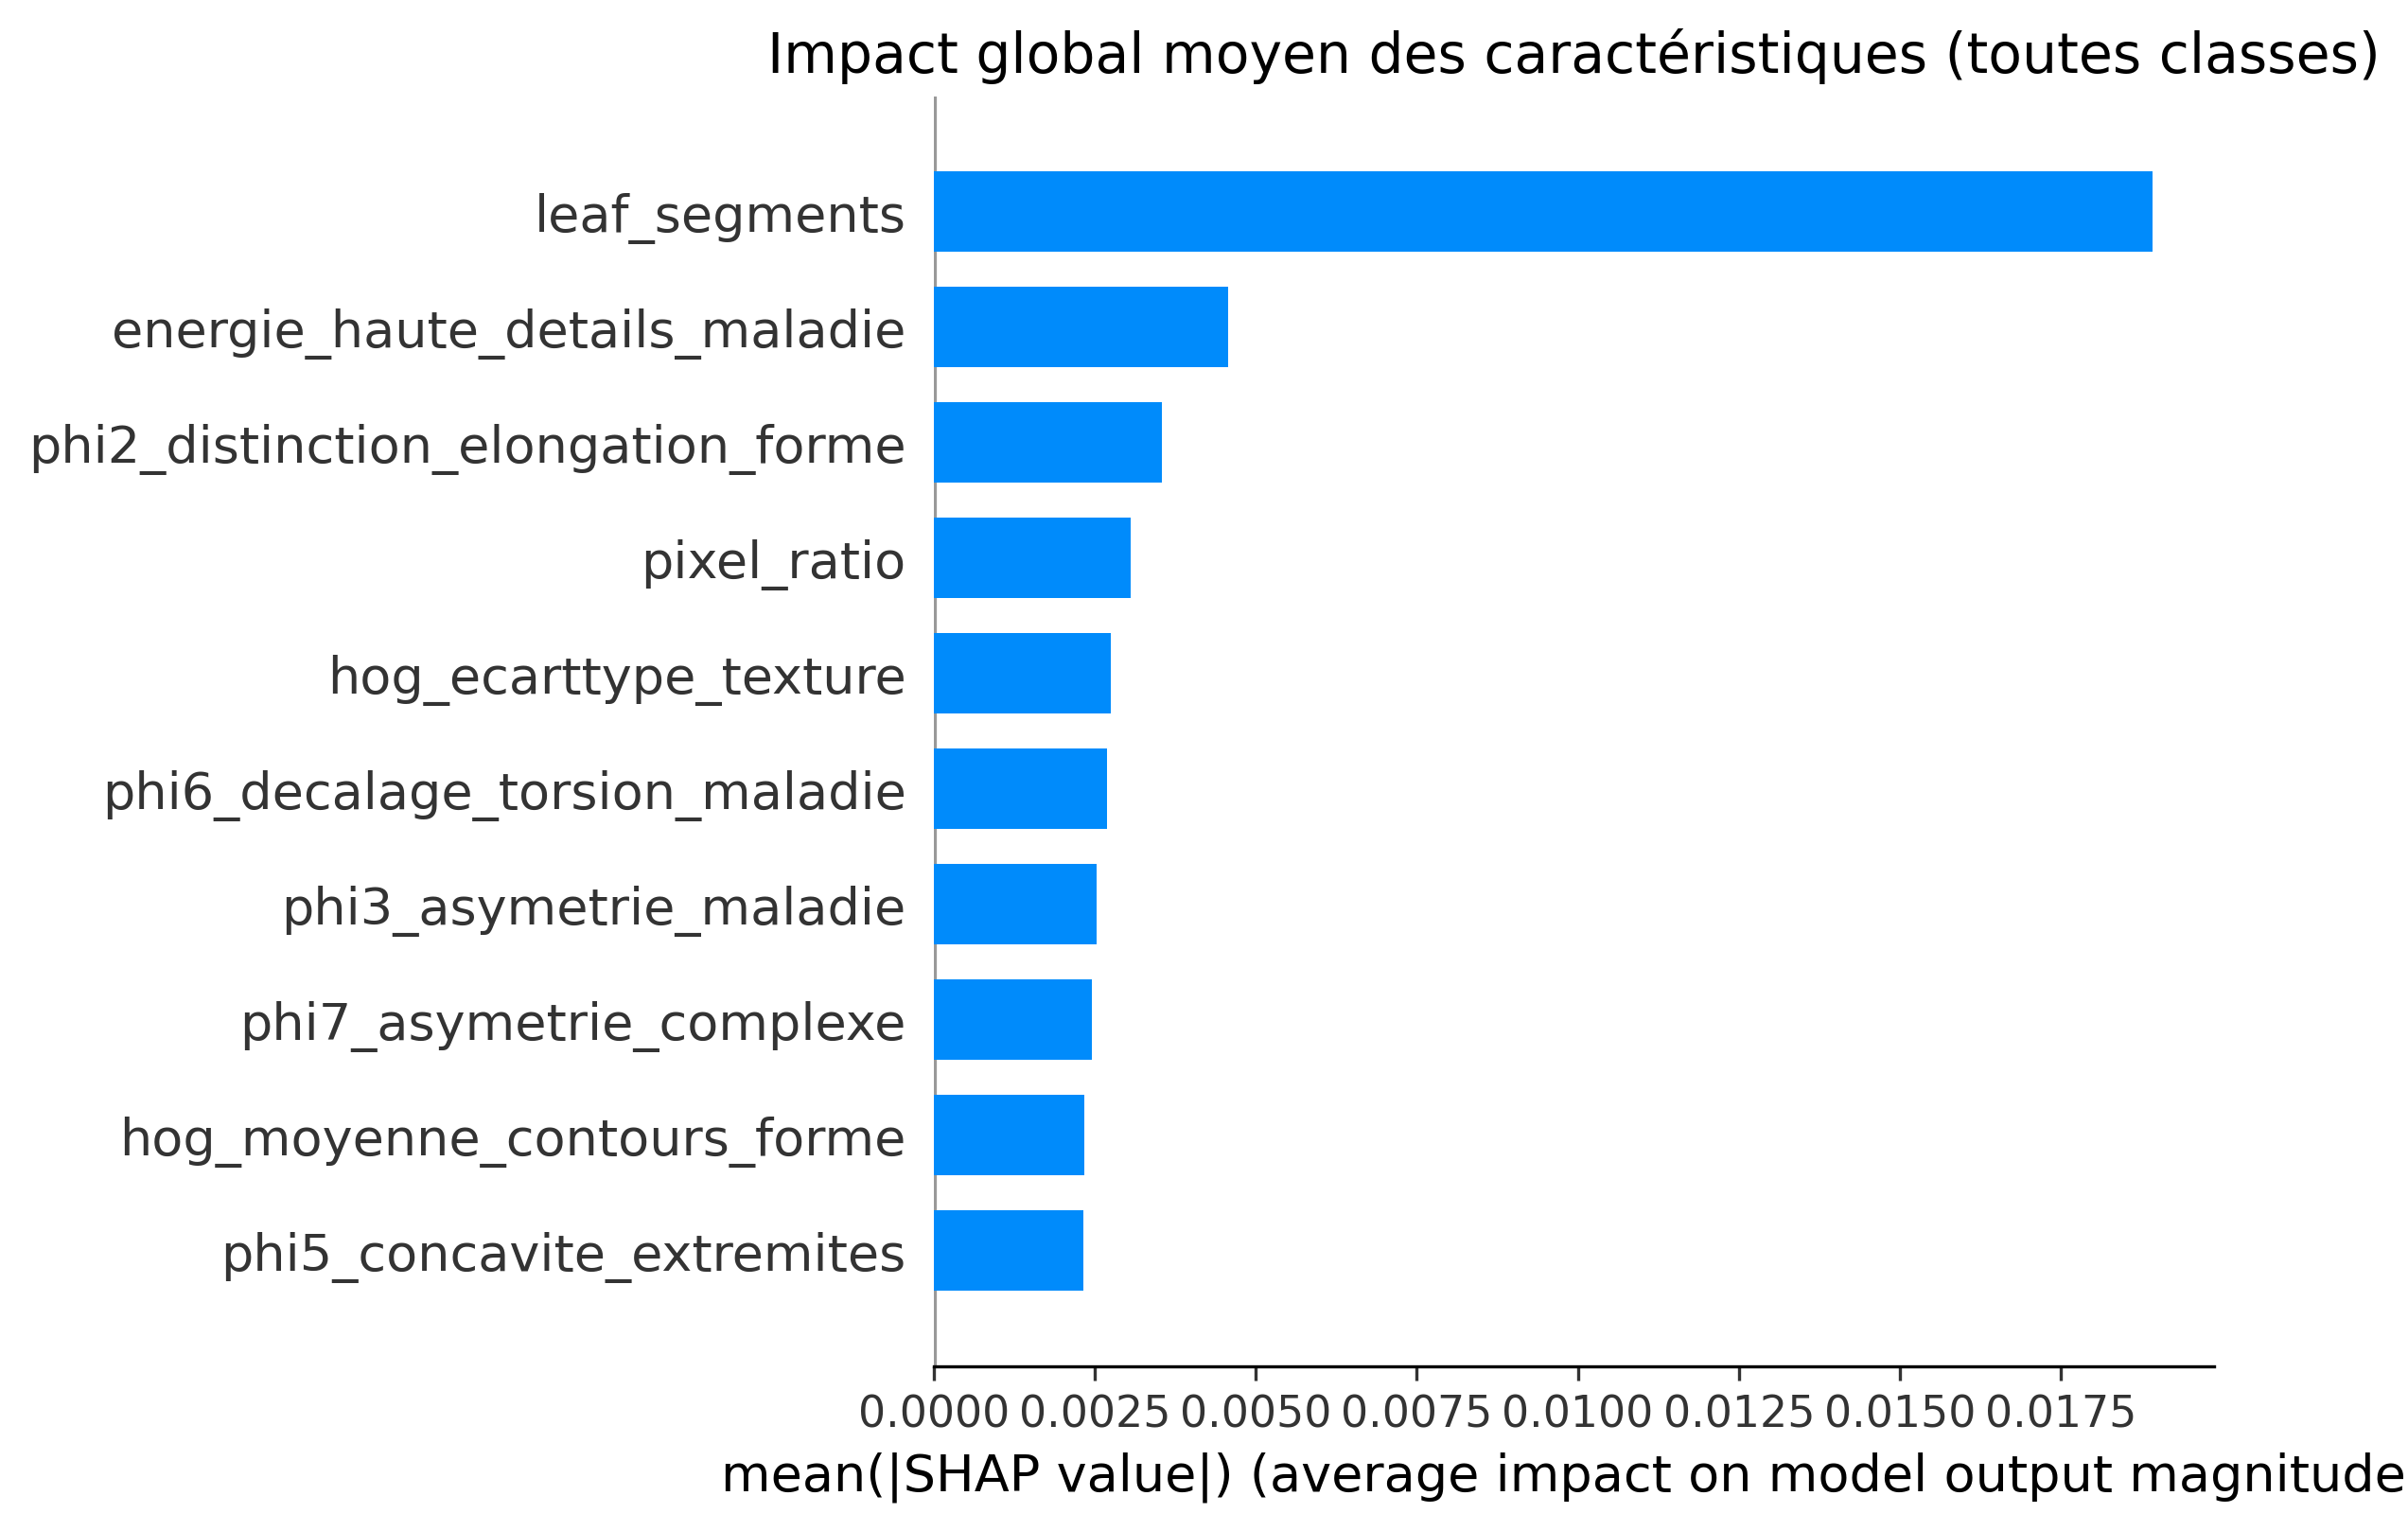 Impact global moyen des caractéristiques (toutes classes)
leaf_segments
energie_haute_details_maladie
phi2_distinction_elongation_forme
pixel_ratio
hog_ecarttype_texture
phi6_decalage_torsion_maladie
phi3_asymetrie_maladie
phi7_asymetrie_complexe
hog_moyenne_contours_forme
phi5_concavite_extremites
0.0000 0.0025 0.0050 0.0075 0.0100 0.0125 0.0150 0.0175
mean(|SHAP value|) (average impact on model output magnitude